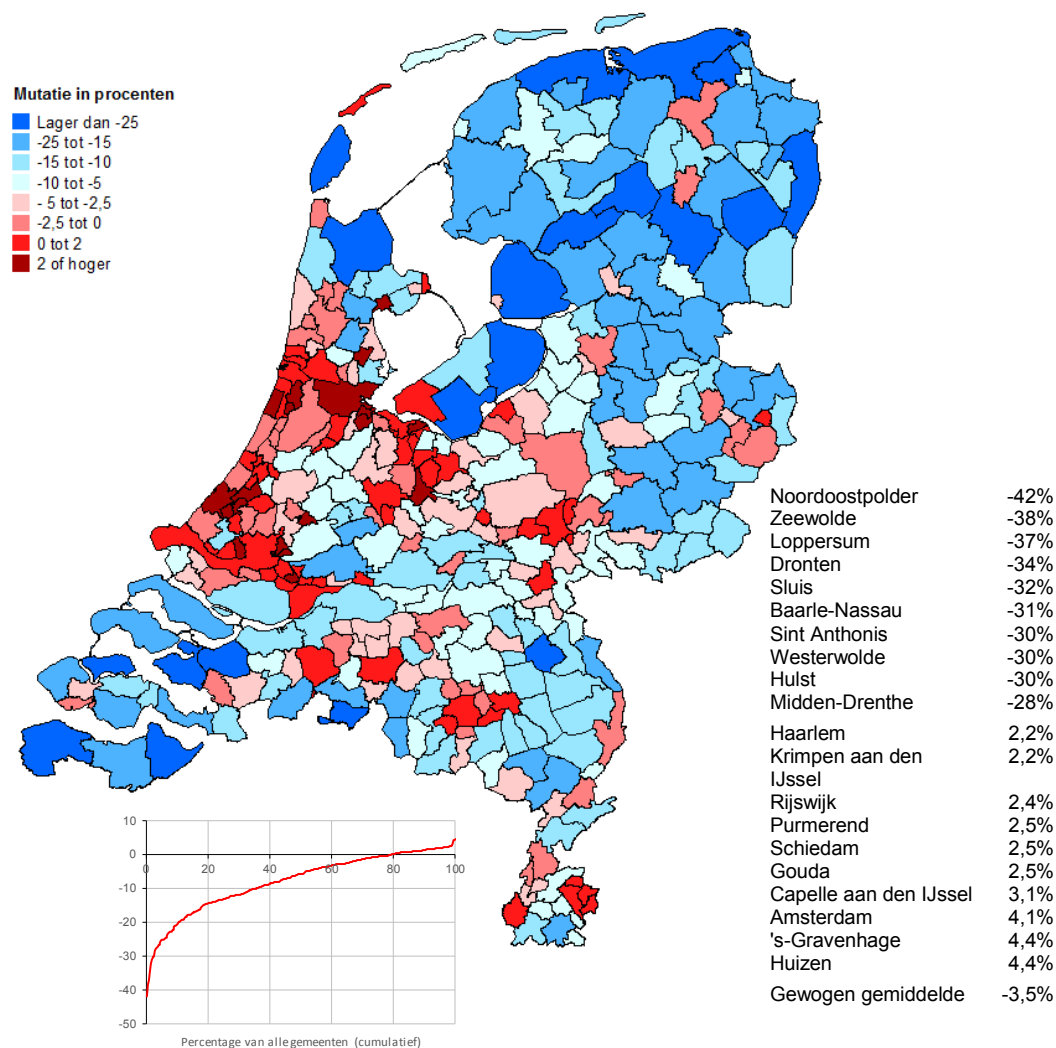 Mutatie in procenten
Lager dan -25
-25 tot -15
-15 tot -10
-10 tot -5
- 5 tot -2,5
-2,5 tot 0
0 tot 2
2 of hoger
Noordoostpolder -42%
Zeewolde -38%
Loppersum -37%
Dronten -34%
Sluis -32%
Baarle-Nassau -31%
Sint Anthonis -30%
Westerwolde -30%
Hulst -30%
Midden-Drenthe -28%
Haarlem 2,2%
Krimpen aan den 2,2%
IJssel
Rijswijk 2,4%
Purmerend 2,5%
Schiedam 2,5%
Gouda 2,5%
Capelle aan den IJssel 3,1%
Amsterdam 4,1%
's-Gravenhage 4,4%
Huizen 4,4%
Gewogen gemiddelde -3,5%
10
0
0 20 40 60 80 100
-10
-20
-30
-40
-50
Percentage van alle gemeenten (cumulatief)